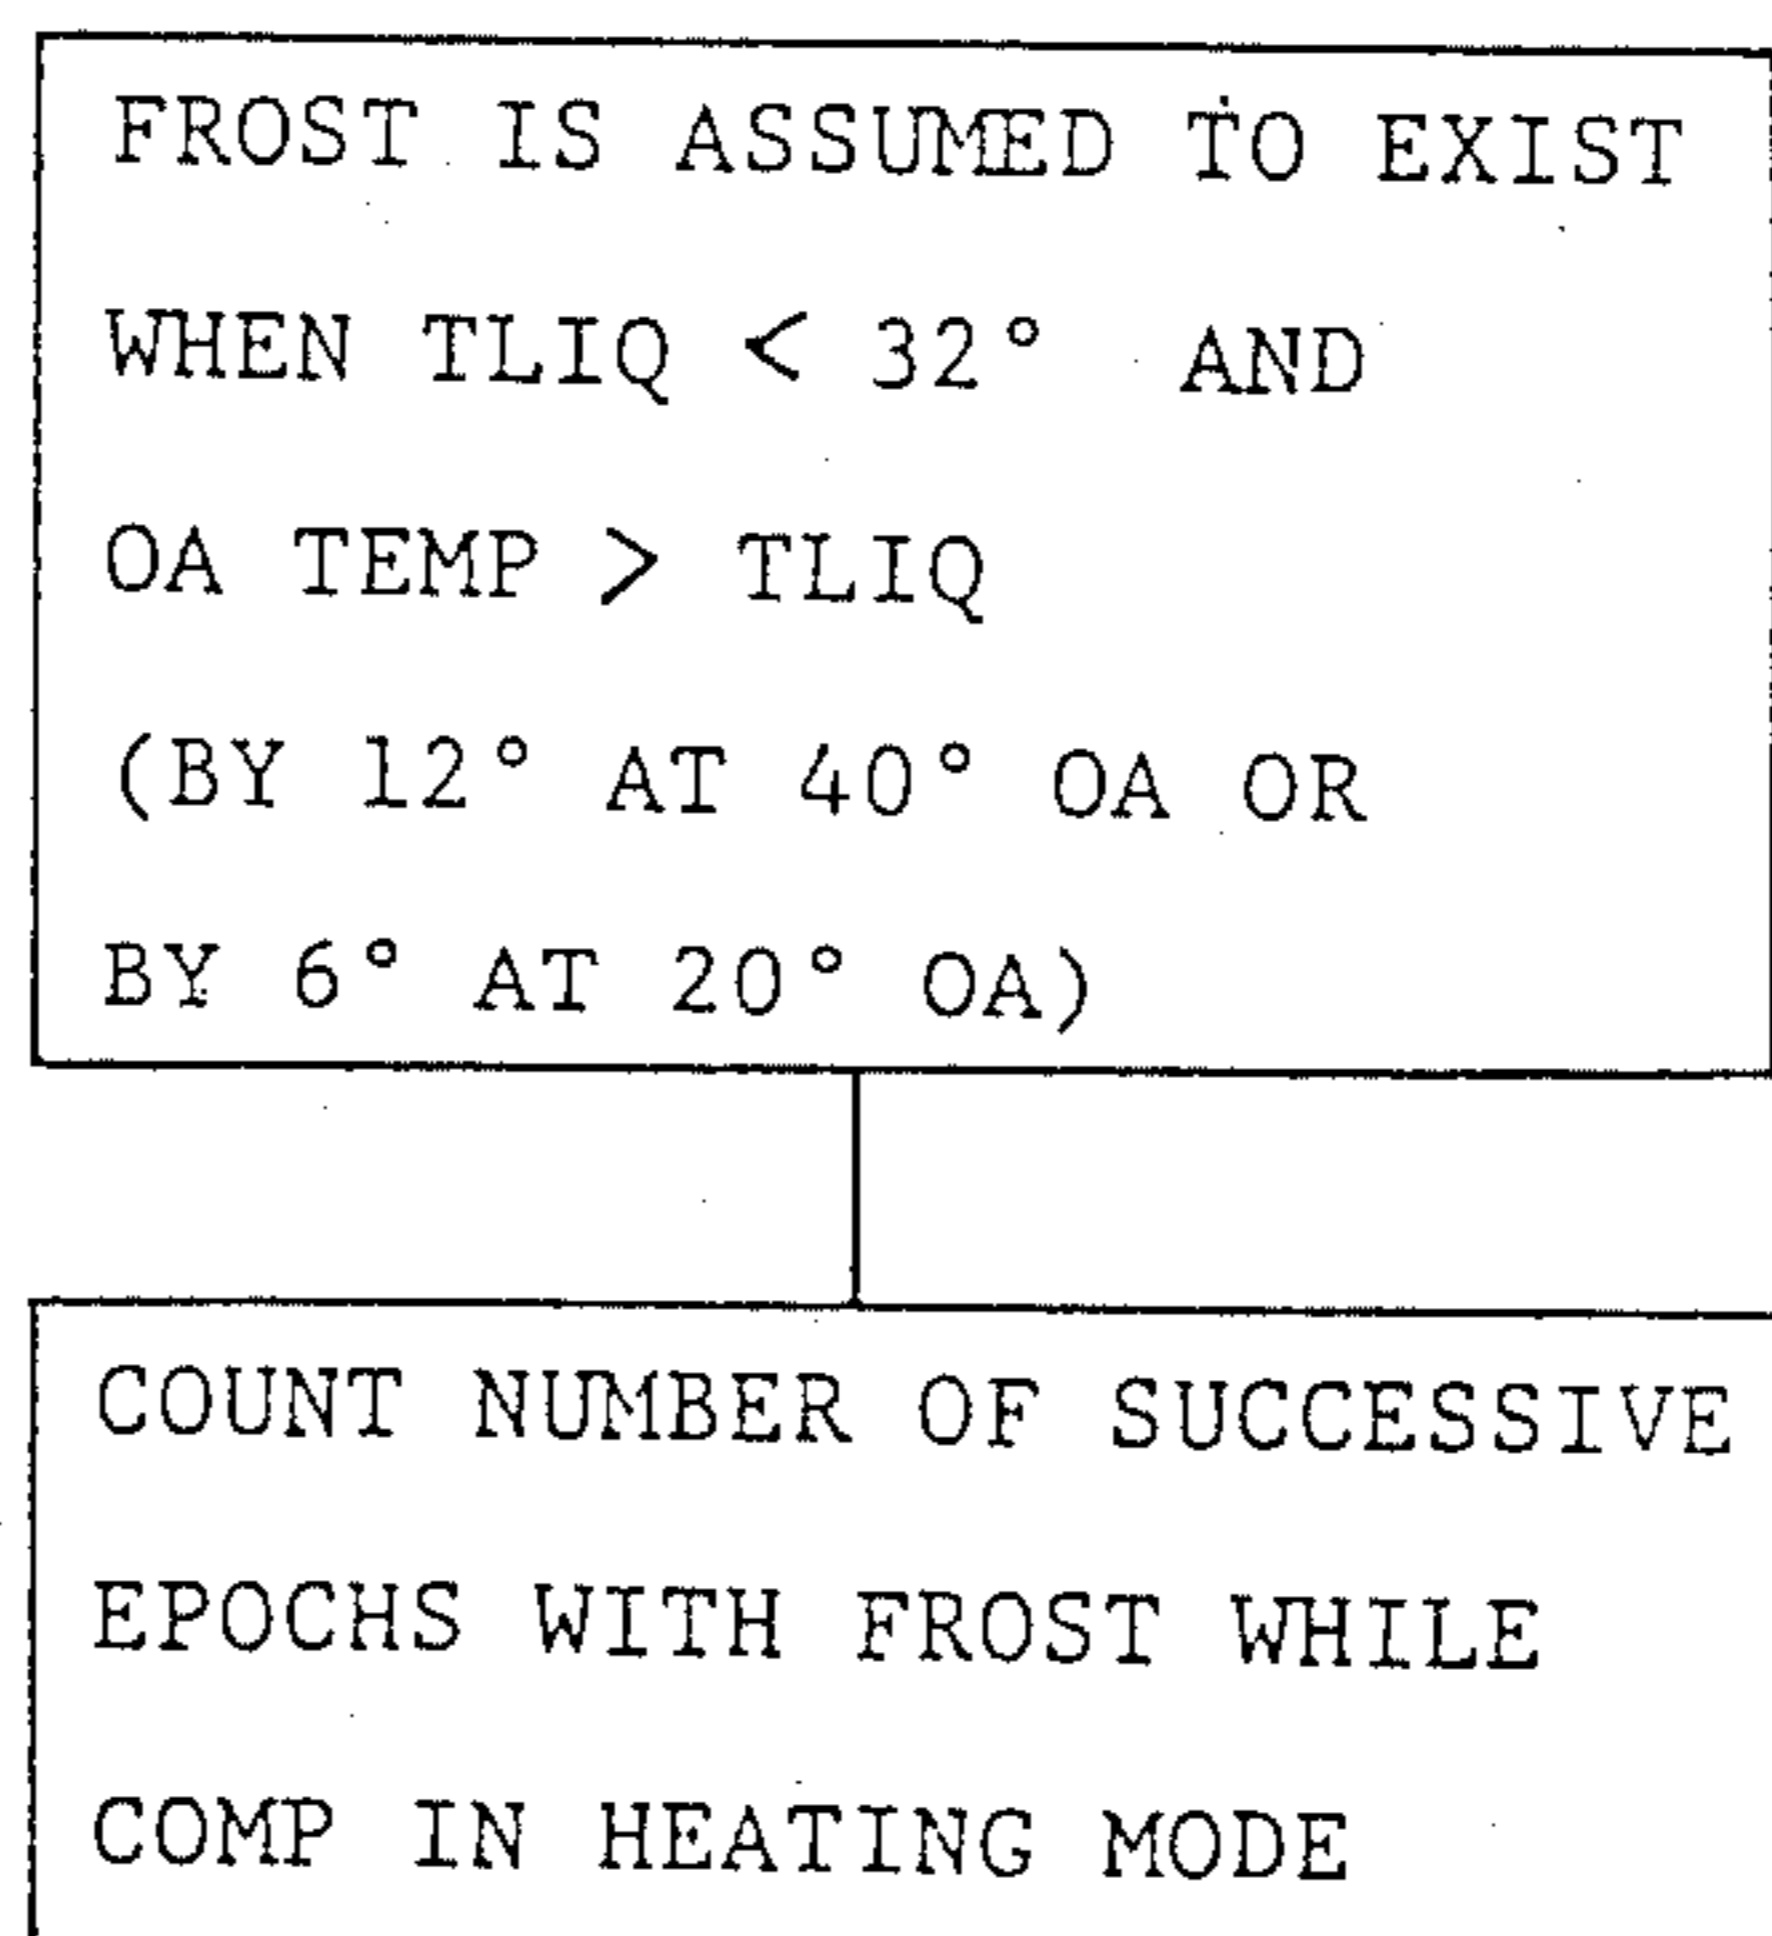 FROST IS ASSUMED TO EXIST
WHEN TLIQ < 32° AND
OA TEMP > TLIQ
(BY 12° AT 40° OA OR
BY 6° AT 20° OA)
COUNT NUMBER OF SUCCESSIVE
EPOCHS WITH FROST WHILE
COMP IN HEATING MODE